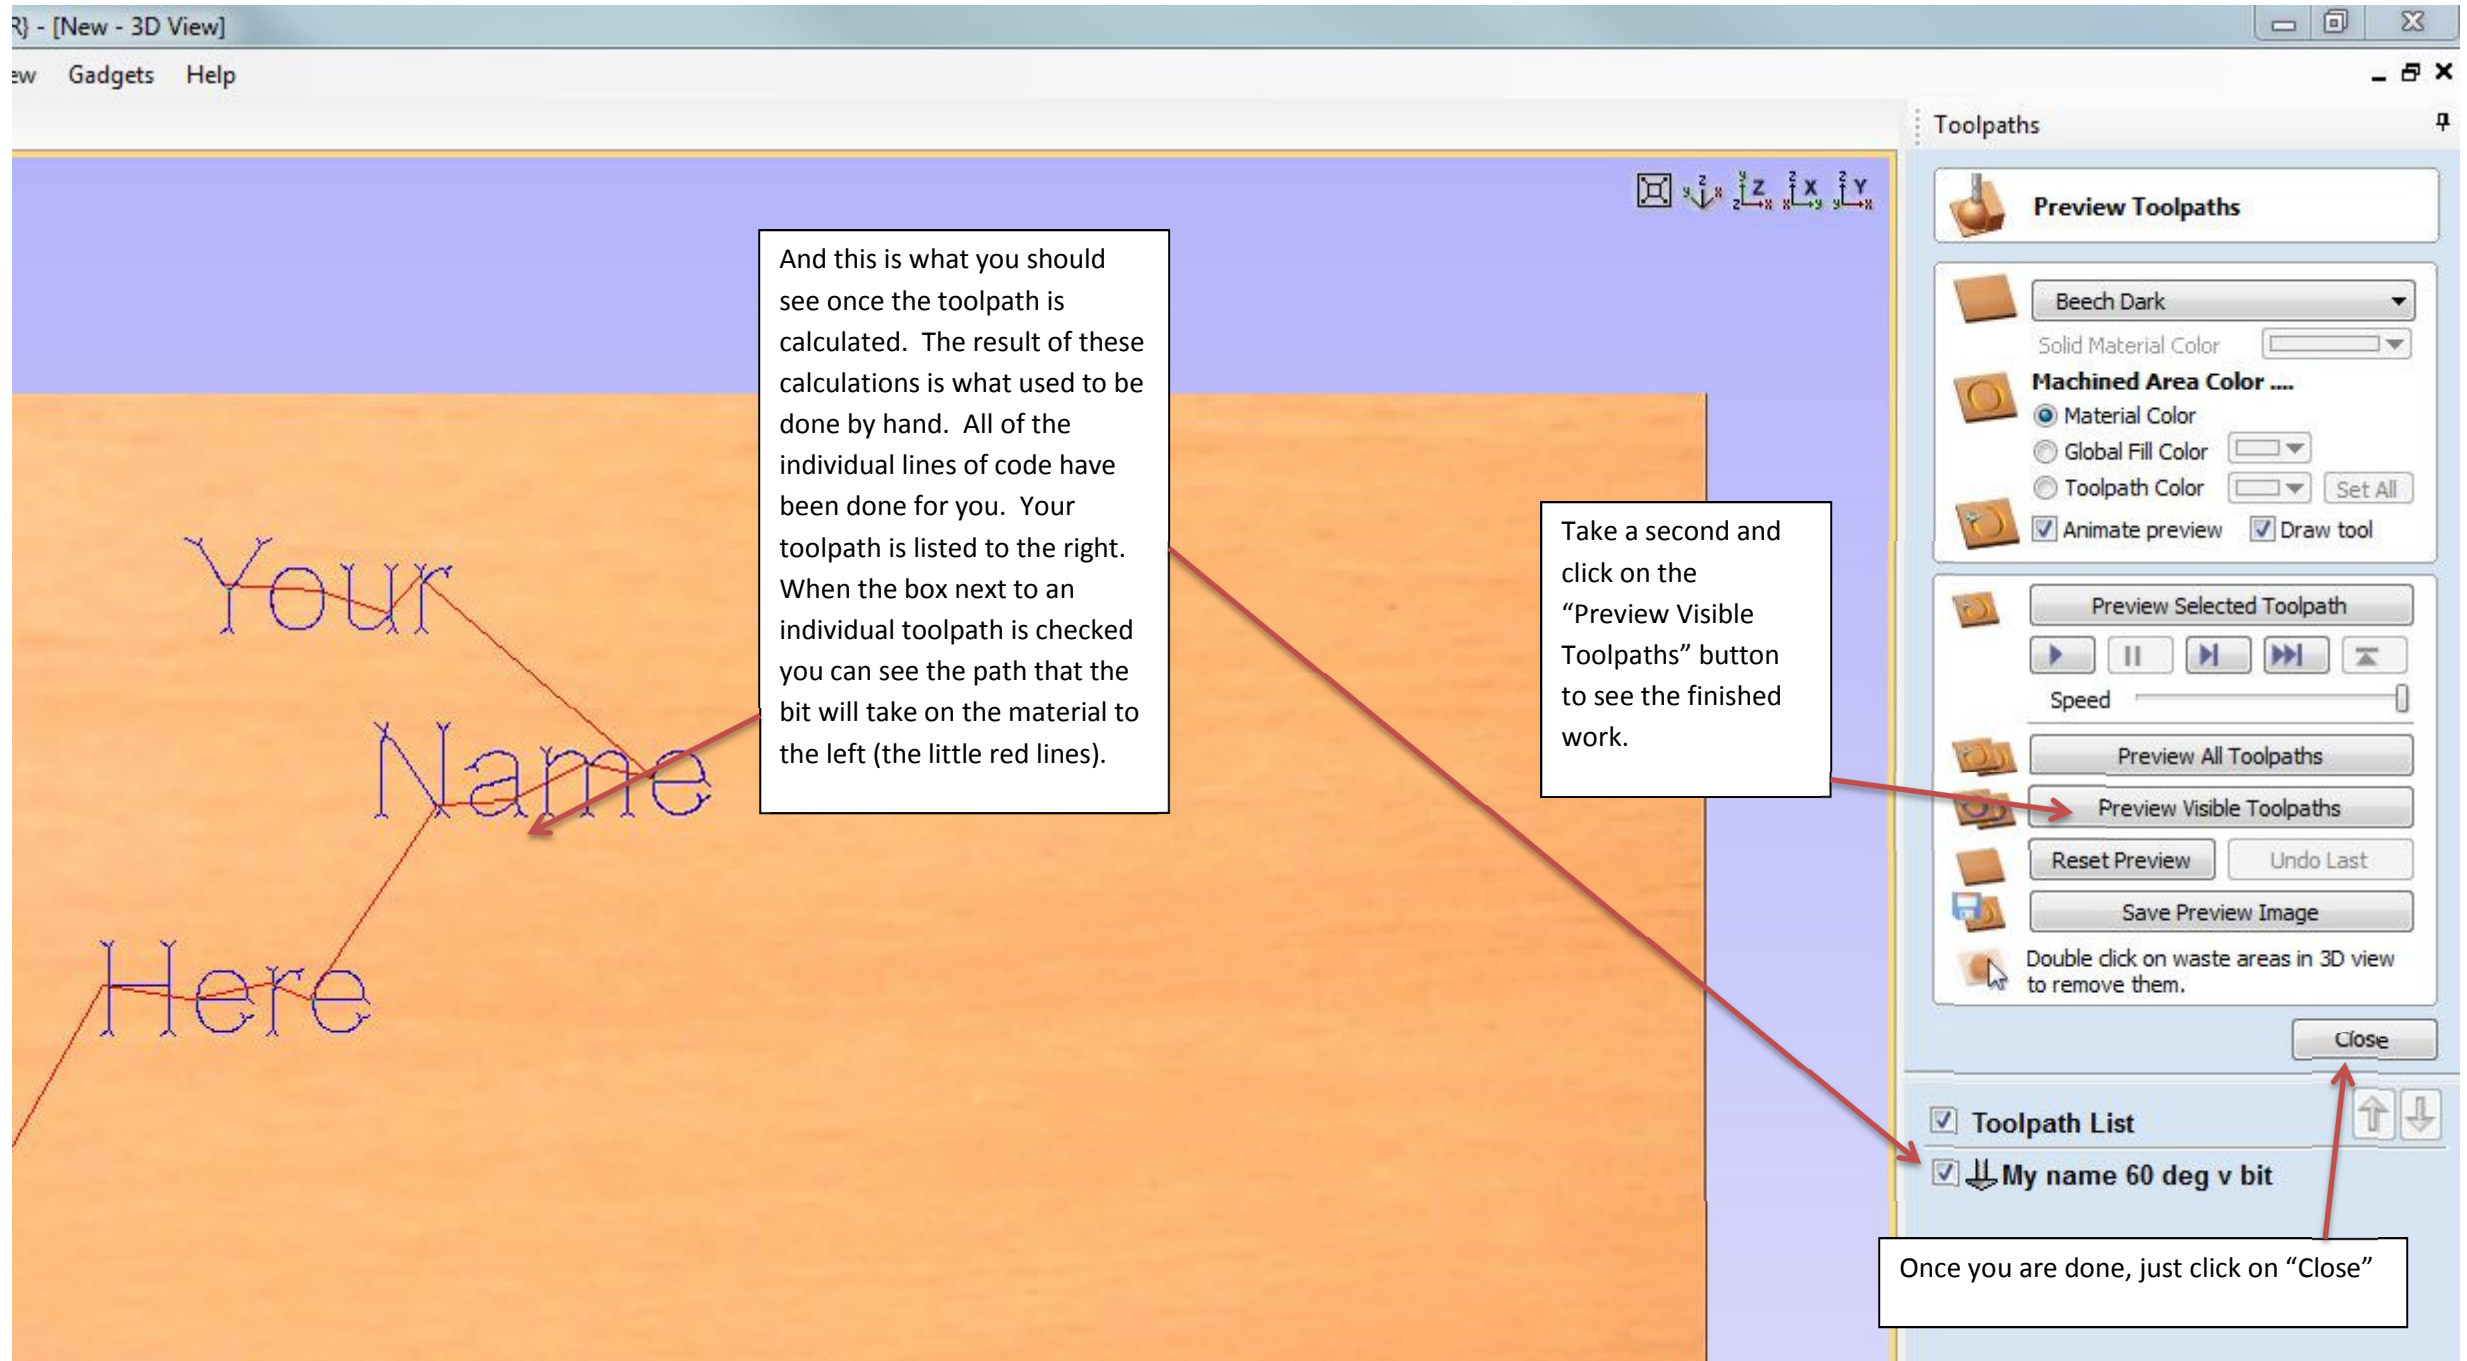 R} - [New - 3D View]
ew Gadgets Help
Toolpaths
Preview Toolpaths
Beech Dark
Solid Material Color
Machined Area Color ....
Material Color
Global Fill Color
Toolpath Color Set All
Animate preview Draw tool
Preview Selected Toolpath
Speed
Preview All Toolpaths
Preview Visible Toolpaths
Reset Preview Undo Last
Save Preview Image
Double click on waste areas in 3D view
to remove them.
Close
Toolpath List
My name 60 deg v bit
And this is what you should
see once the toolpath is
calculated. The result of these
calculations is what used to be
done by hand. All of the
individual lines of code have
been done for you. Your
toolpath is listed to the right.
When the box next to an
individual toolpath is checked
you can see the path that the
bit will take on the material to
the left (the little red lines).
Take a second and
click on the
“Preview Visible
Toolpaths” button
to see the finished
work.
Once you are done, just click on “Close”
Your
Name
Here
y z x
y Z z x
z X x y
z Y y x